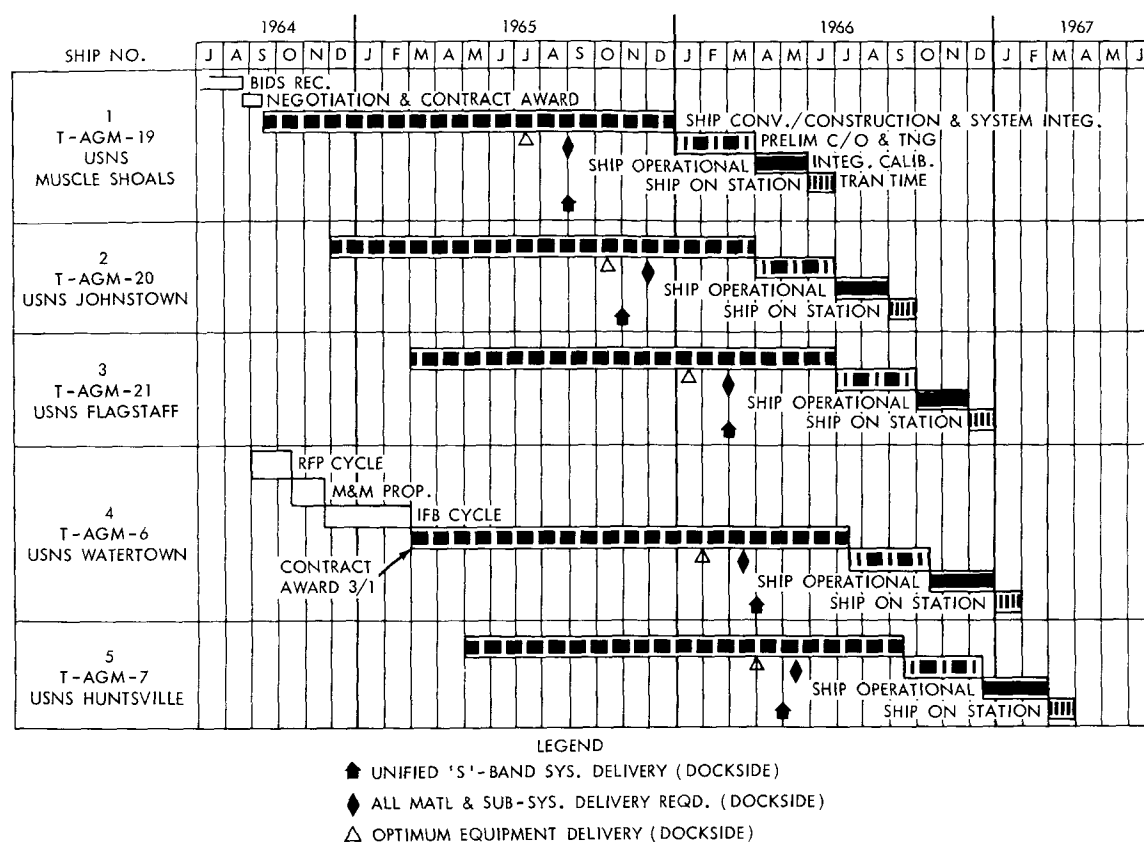 1964 1965 1966 1967
SHIP NO. J A S O N D J F M A M J J A S O N D J F M A M J J A S O N D J F M A M J
BIDS REC.
NEGOTIATION & CONTRACT AWARD
1
T-AGM-19
USNS
MUSCLE SHOALS
SHIP CONV./CONSTRUCTION & SYSTEM INTEG.
PRELIM C/O & TNG
SHIP OPERATIONAL INTEG. CALIB.
SHIP ON STATION TRAN TIME
2
T-AGM-20
USNS JOHNSTOWN
SHIP OPERATIONAL
SHIP ON STATION
3
T-AGM-21
USNS FLAGSTAFF
SHIP OPERATIONAL
SHIP ON STATION
RFP CYCLE
M&M PROP.
IFB CYCLE
4
T-AGM-6
USNS WATERTOWN
CONTRACT
AWARD 3/1
SHIP OPERATIONAL
SHIP ON STATION
5
T-AGM-7
USNS HUNTSVILLE
SHIP OPERATIONAL
SHIP ON STATION
LEGEND
UNIFIED 'S'-BAND SYS. DELIVERY (DOCKSIDE)
ALL MATL & SUB-SYS. DELIVERY REQD. (DOCKSIDE)
OPTIMUM EQUIPMENT DELIVERY (DOCKSIDE)